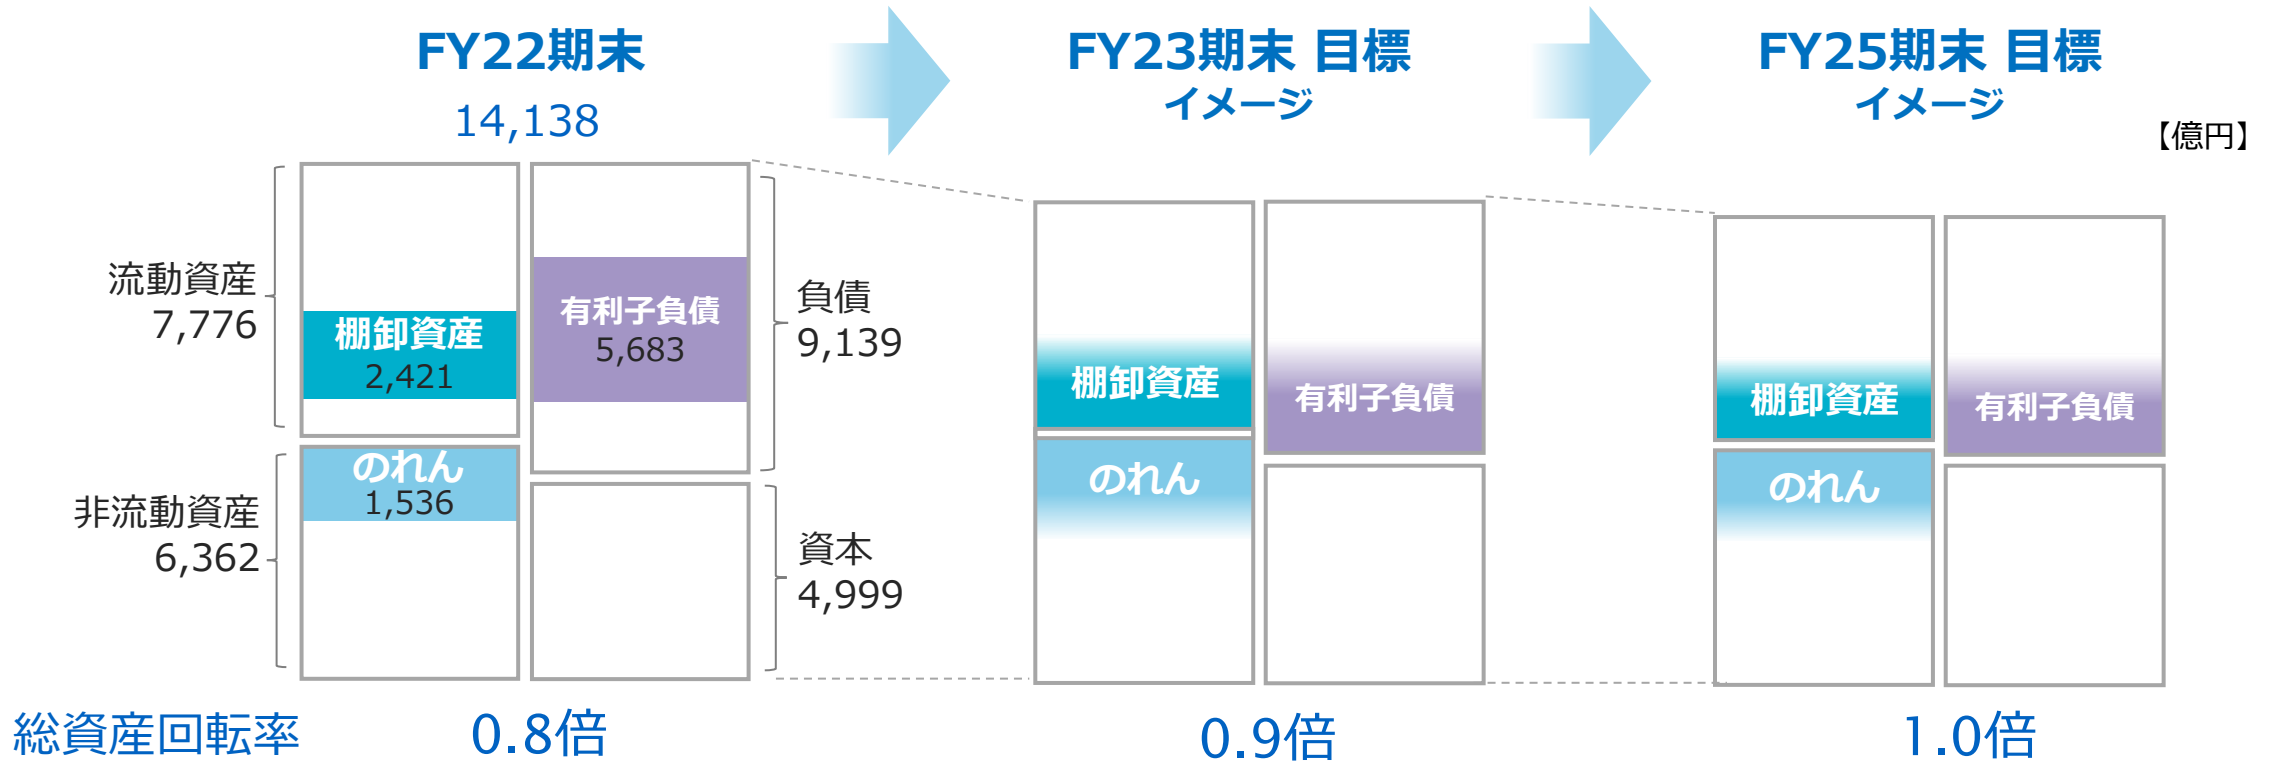 FY22期末
14,138
FY23期末 目標
イメージ
FY25期末 目標
イメージ
【億円】
流動資産
7,776
棚卸資産
2,421
有利子負債
5,683
負債
9,139
のれん
1,536
非流動資産
6,362
資本
4,999
棚卸資産
有利子負債
のれん
棚卸資産
有利子負債
のれん
総資産回転率
0.8倍
0.9倍
1.0倍